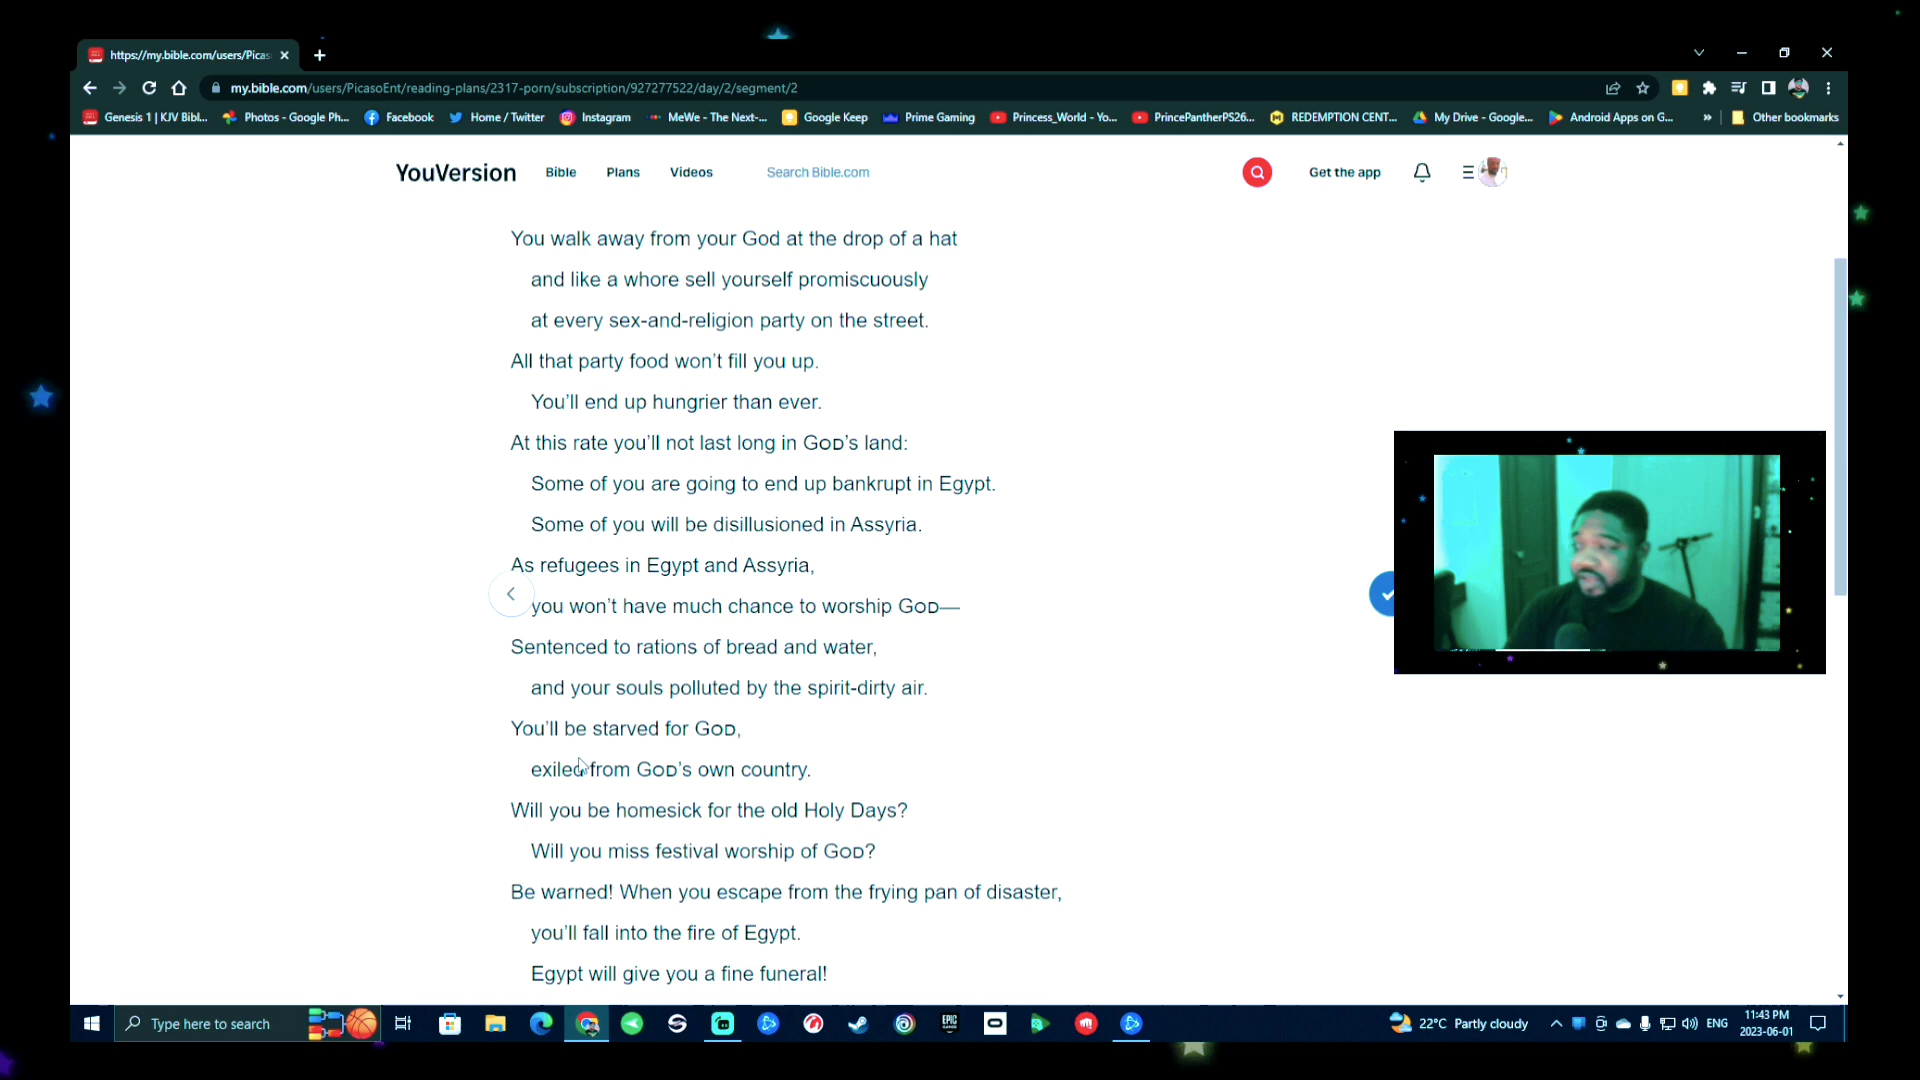 https://my.bible.com/users/Picas
my.bible.com/users/PicasoEnt/reading-plans/2317-porn/subscription/927277522/day/2/segment/2
Genesis 1 | KJV Bibl... Photos - Google Ph... Facebook Home / Twitter Instagram MeWe - The Next-... Google Keep Prime Gaming Princess_World - Yo... PrincePantherPS26... REDEMPTION CENT... My Drive - Google... Android Apps on G... » Other bookmarks
YouVersion Bible Plans Videos Search Bible.com Get the app
You walk away from your God at the drop of a hat
and like a whore sell yourself promiscuously
at every sex-and-religion party on the street.
All that party food won’t fill you up.
You’ll end up hungrier than ever.
At this rate you’ll not last long in GOD’s land:
Some of you are going to end up bankrupt in Egypt.
Some of you will be disillusioned in Assyria.
As refugees in Egypt and Assyria,
you won’t have much chance to worship GOD—
Sentenced to rations of bread and water,
and your souls polluted by the spirit-dirty air.
You’ll be starved for GOD,
exiled from GOD’s own country.
Will you be homesick for the old Holy Days?
Will you miss festival worship of GOD?
Be warned! When you escape from the frying pan of disaster,
you’ll fall into the fire of Egypt.
Egypt will give you a fine funeral!
Type here to search EPIC GAMES 22°C Partly cloudy ENG 11:43 PM
2023-06-01